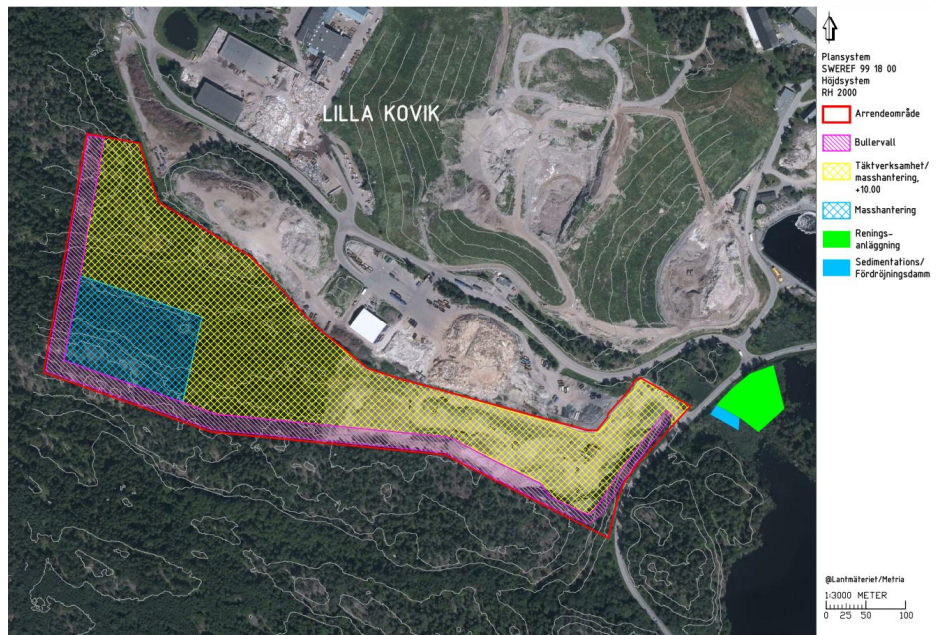 LILLA KOVIK
Plansystem
SWEREF 99 18 00
Höjdsystem
RH 2000
Arrendeområde
Bullervall
Täktverksamhet/
masshantering,
+10.00
Masshantering
Renings-
anläggning
Sedimentations/
Fördröjningsdamm
@Lantmäteriet/Metria
1:3000 METER
0 25 50 100